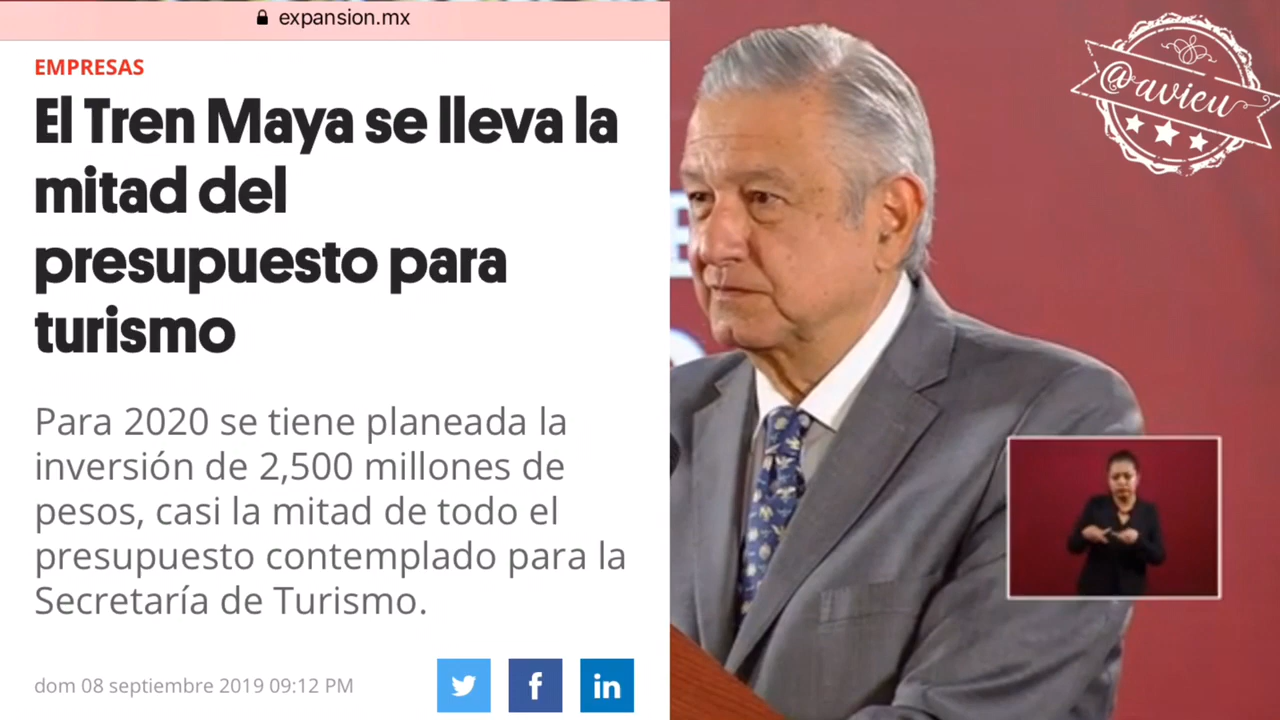 expansion.mx
EMPRESAS
El Tren Maya se lleva la
mitad del
presupuesto para
turismo
Para 2020 se tiene planeada la
inversión de 2,500 millones de
pesos, casi la mitad de todo el
presupuesto contemplado para la
Secretaría de Turismo.
dom 08 septiembre 2019 09:12 PM
@avieu